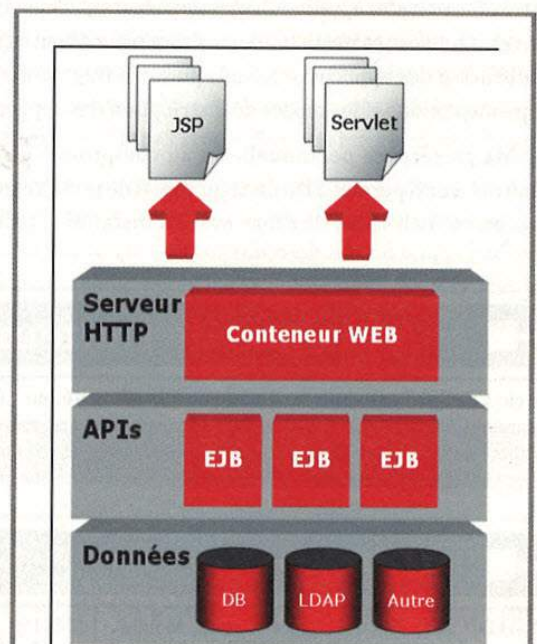 JSP
Servlet
Serveur
HTTP
Conteneur WEB
APIs
EJB
EJB
EJB
Données
DB
LDAP
Autre